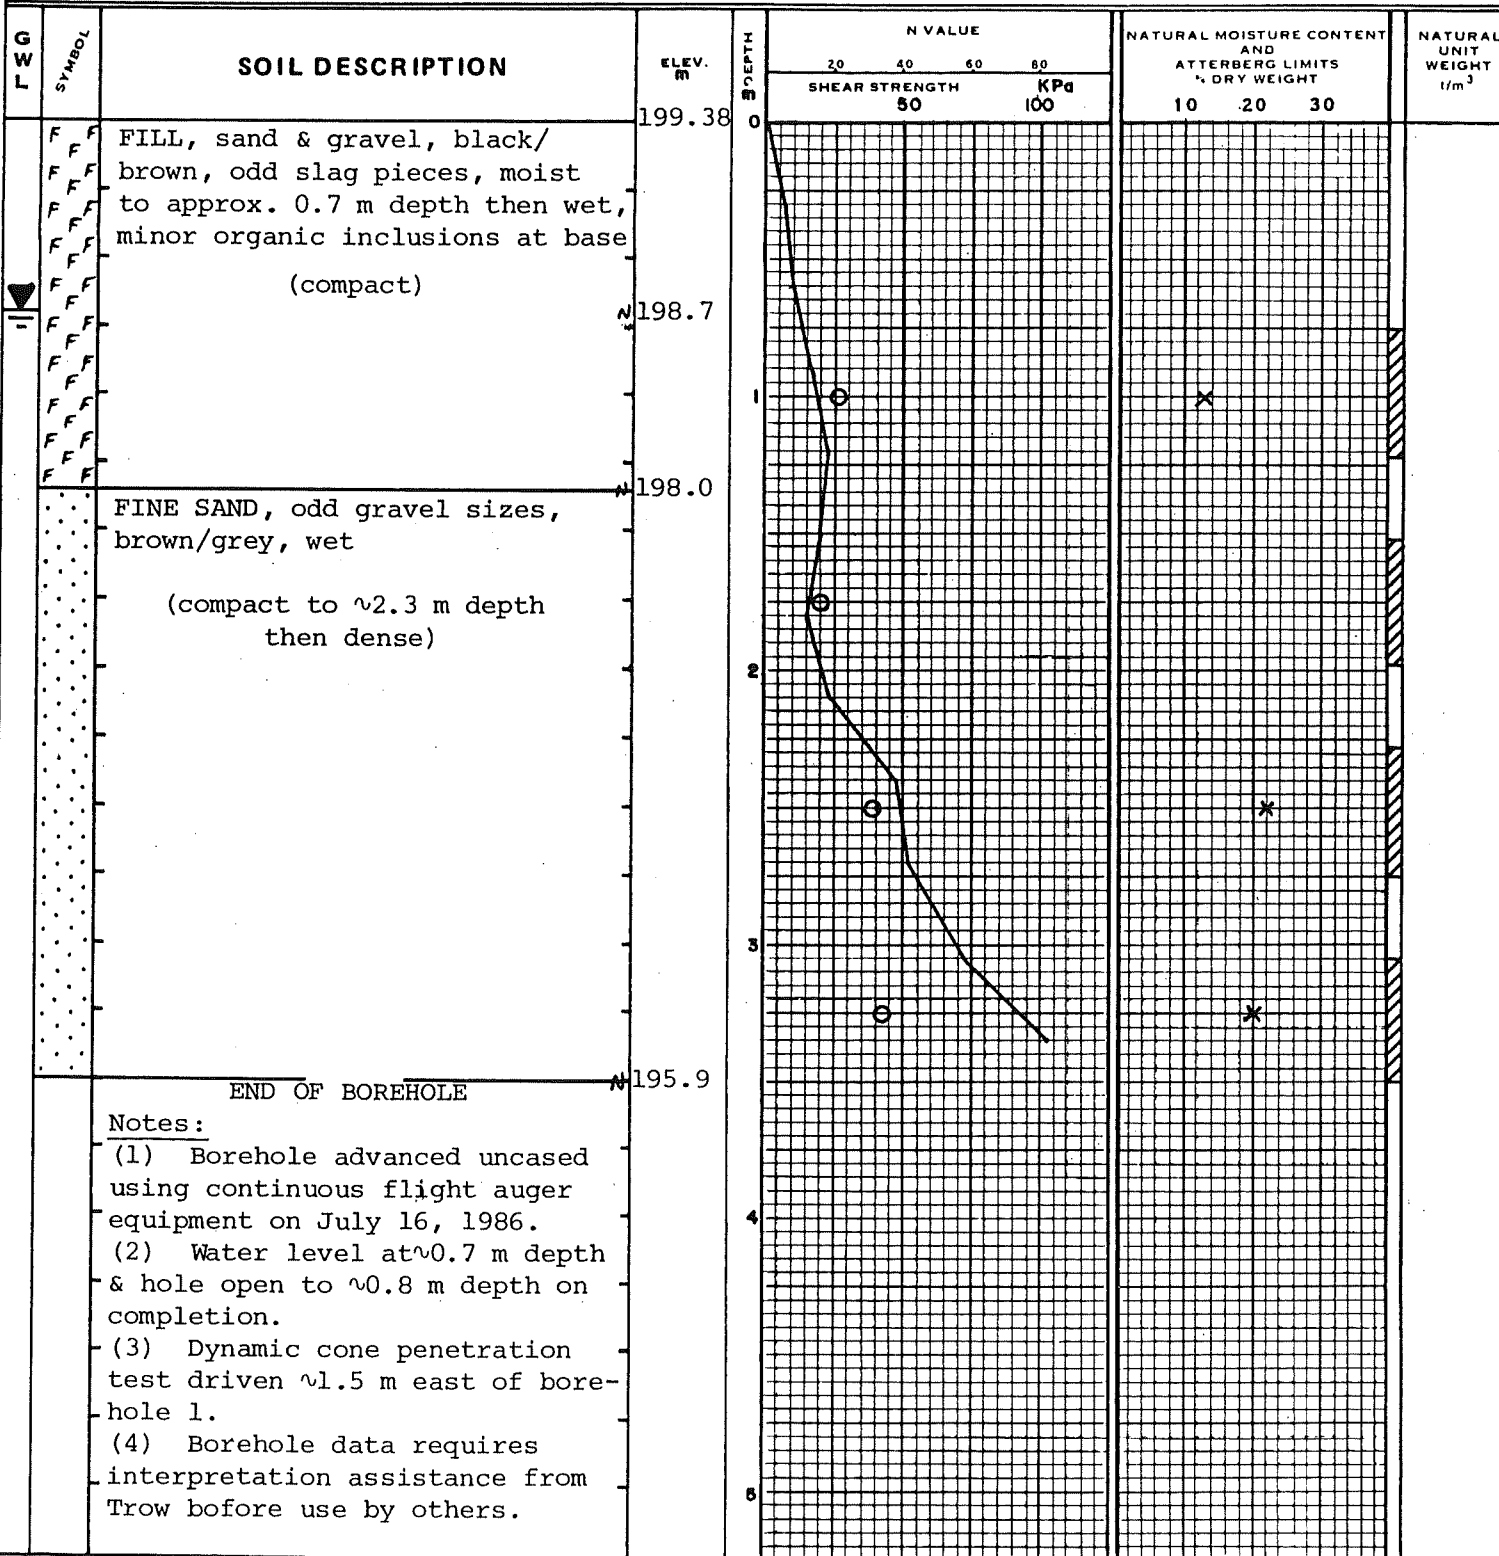 GWL
SYMBOL
SOIL DESCRIPTION
ELEV.
m
DEPTH
m
N VALUE
20 40 60 80
SHEAR STRENGTH KPa
50 100
NATURAL MOISTURE CONTENT
AND
ATTERBERG LIMITS
% DRY WEIGHT
10 20 30
NATURAL
UNIT
WEIGHT
t/m³
199.38
0
F F
F
F F
F
F F
F
F F
F
F F
F
F F
F
F F
F
F F
F
F F
F
F F
FILL, sand & gravel, black/
brown, odd slag pieces, moist
to approx. 0.7 m depth then wet,
minor organic inclusions at base
(compact)
~198.7
1
~198.0
FINE SAND, odd gravel sizes,
brown/grey, wet
(compact to ~2.3 m depth
then dense)
2
3
~195.9
END OF BOREHOLE
Notes:
(1) Borehole advanced uncased
using continuous flight auger
equipment on July 16, 1986.
4
(2) Water level at~0.7 m depth
& hole open to ~0.8 m depth on
completion.
(3) Dynamic cone penetration
test driven ~1.5 m east of bore-
hole 1.
(4) Borehole data requires
interpretation assistance from
5
Trow bofore use by others.